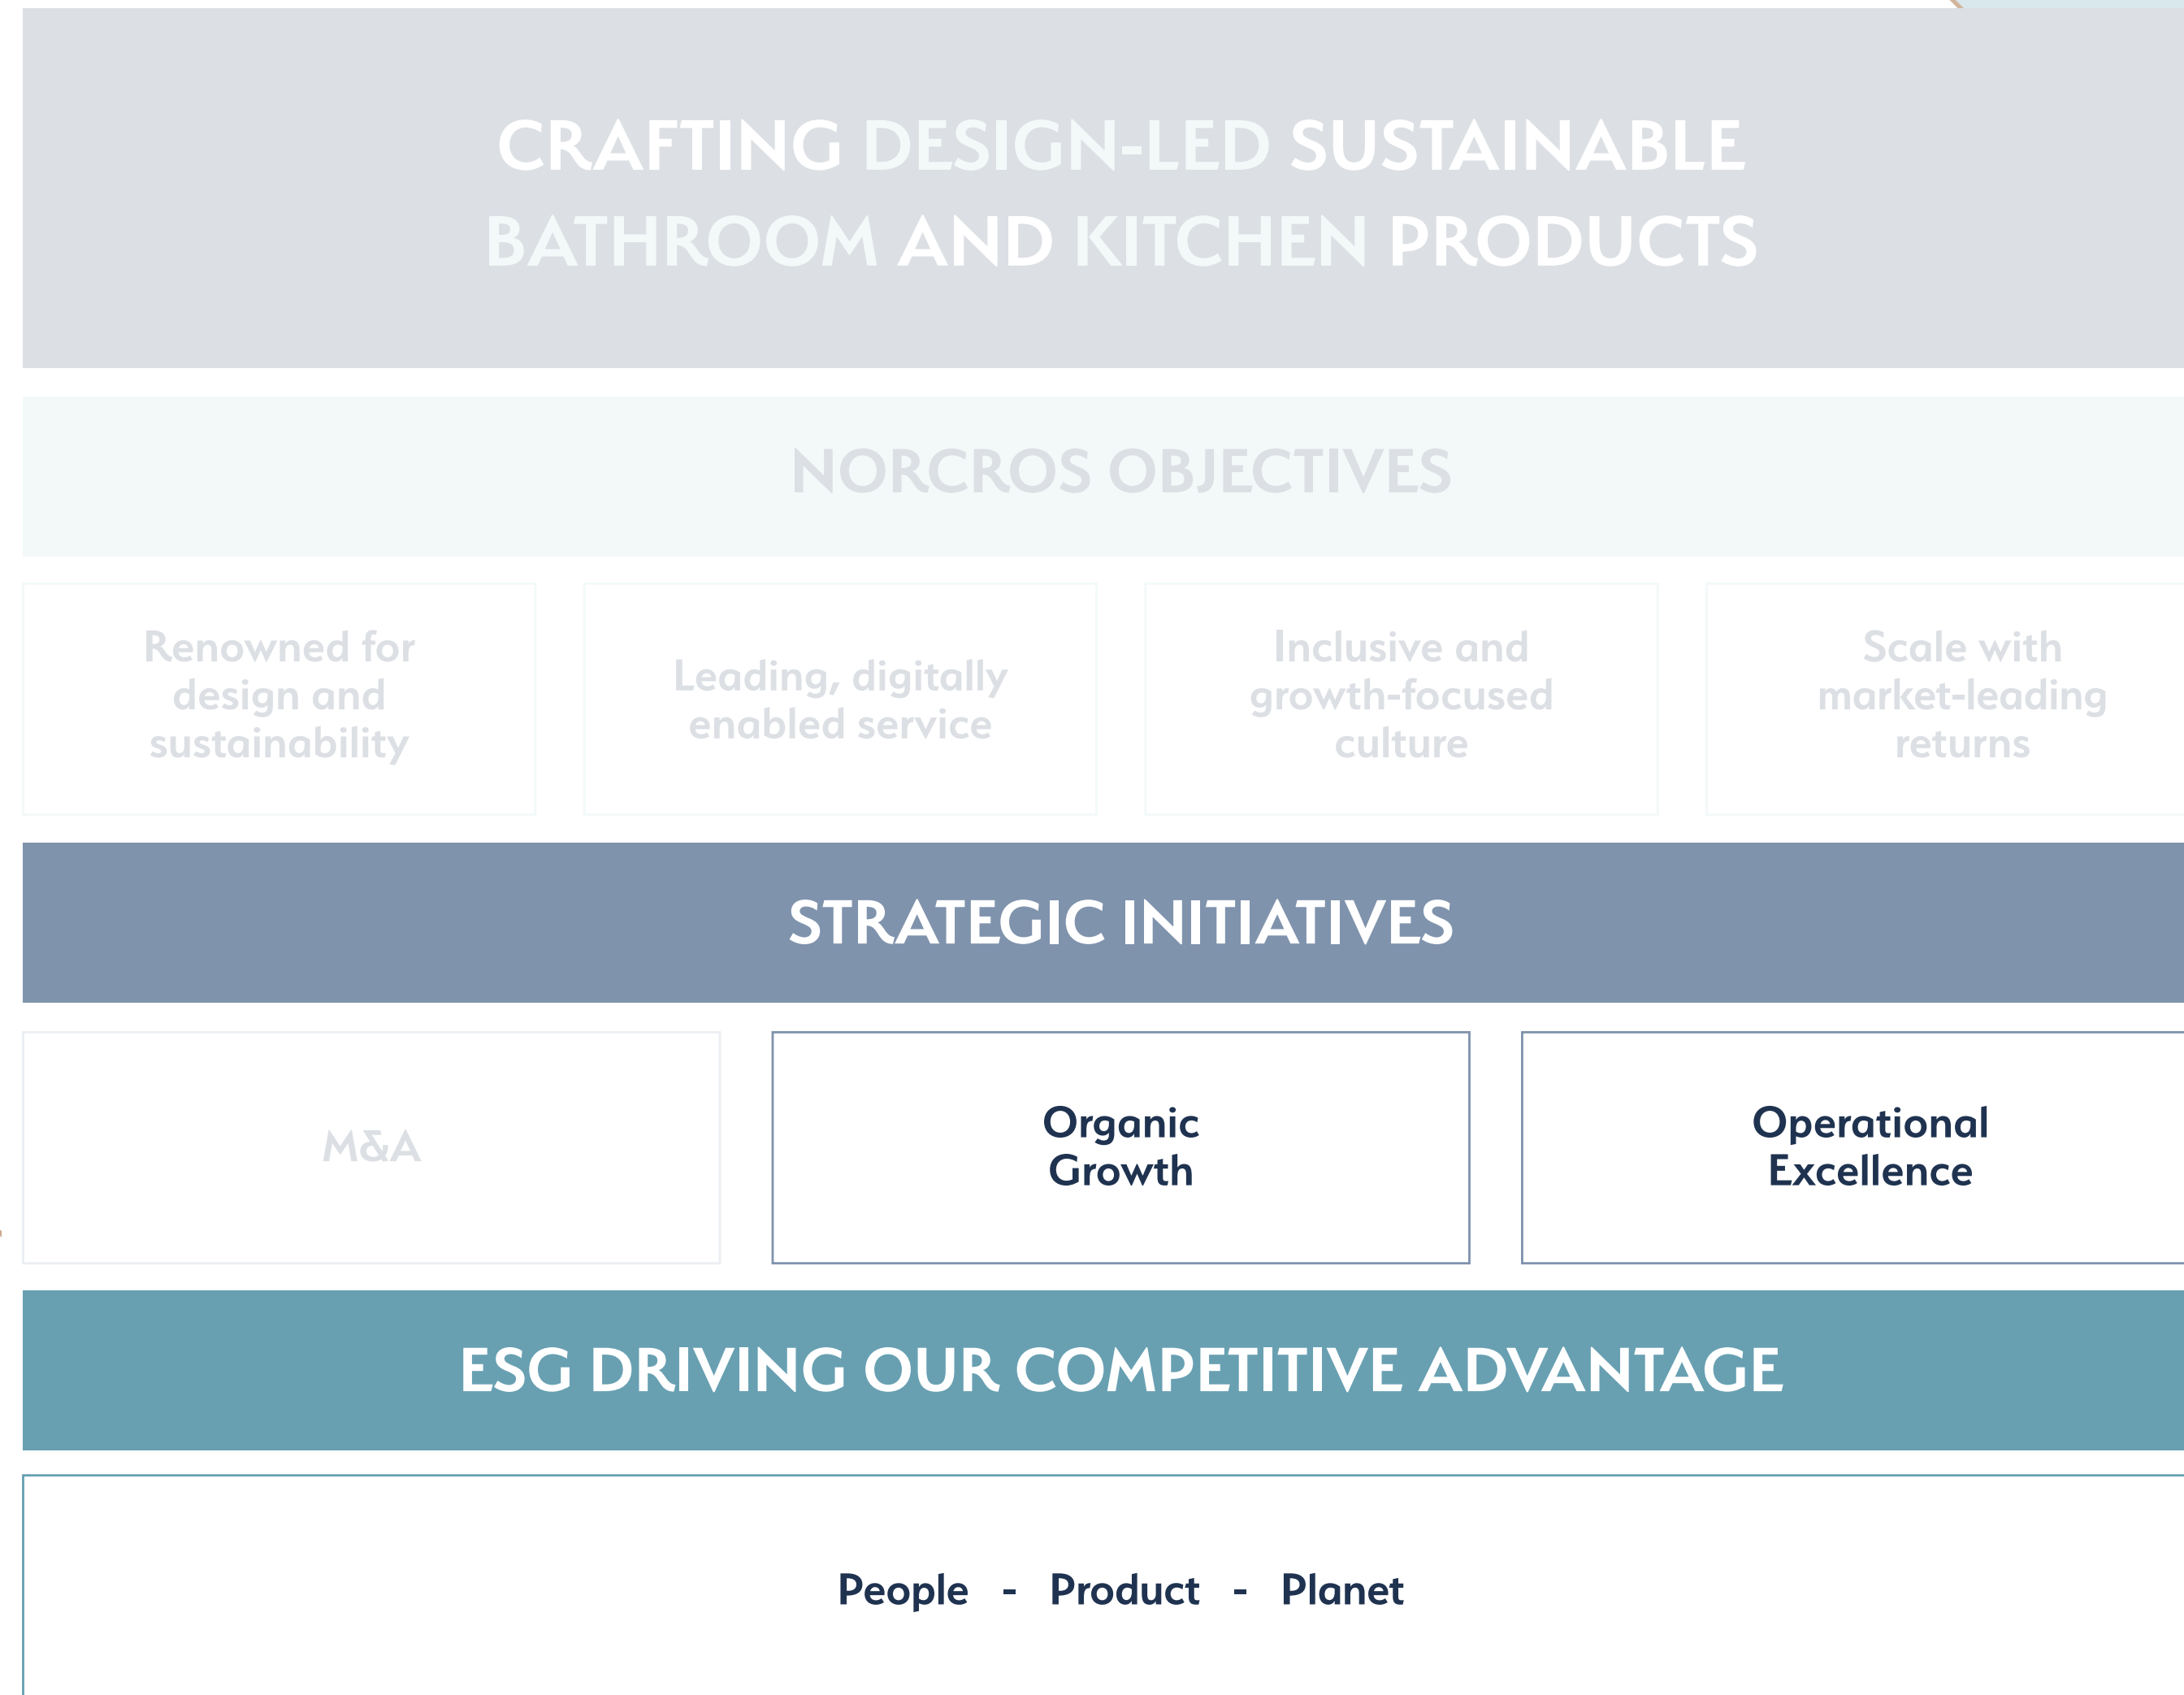 CRAFTING DESIGN-LED SUSTAINABLE
BATHROOM AND KITCHEN PRODUCTS
NORCROS OBJECTIVES
Renowned for
design and
sustainability
Leading, digitally
enabled service
Inclusive and
growth-focused
culture
Scale with
market-leading
returns
STRATEGIC INITIATIVES
M&A
Organic
Growth
Operational
Excellence
ESG DRIVING OUR COMPETITIVE ADVANTAGE
People - Product - Planet